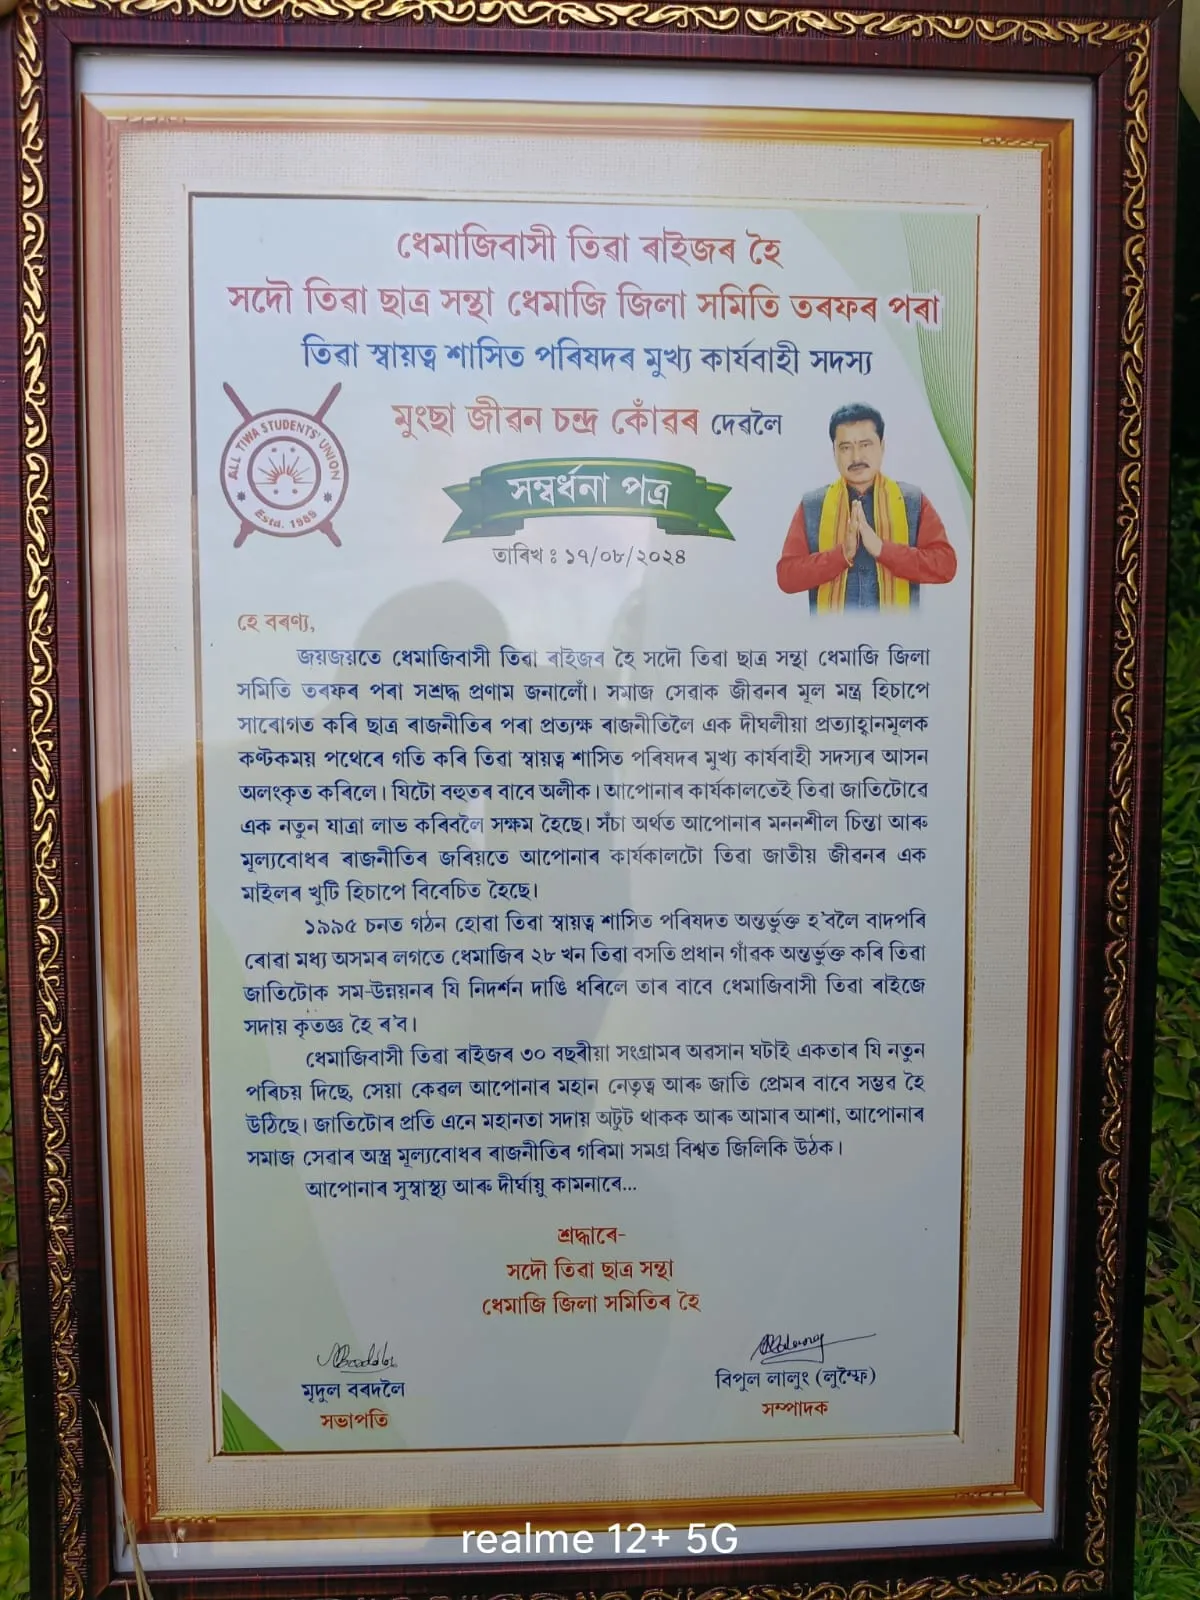 ধেমাজিবাসী তিৱা ৰাইজৰ হৈ
সদৌ তিৱা ছাত্ৰ সন্থা ধেমাজি জিলা সমিতি তৰফৰ পৰা
তিৱা স্বায়ত্ব শাসিত পৰিষদৰ মুখ্য কাৰ্যবাহী সদস্য
মুংছা জীৱন চন্দ্ৰ কোঁৱৰ দেৱলৈ
ALL TIWA STUDENTS' UNION
Estd. 1989
সম্বৰ্ধনা পত্ৰ
তাৰিখ ঃ ১৭/০৮/২০২৪
হে বৰণ্য,
জয়জয়তে ধেমাজিবাসী তিৱা ৰাইজৰ হৈ সদৌ তিৱা ছাত্ৰ সন্থা ধেমাজি জিলা
সমিতি তৰফৰ পৰা সশ্ৰদ্ধ প্ৰণাম জনালোঁ। সমাজ সেৱাক জীৱনৰ মূল মন্ত্ৰ হিচাপে
সাৰোগত কৰি ছাত্ৰ ৰাজনীতিৰ পৰা প্ৰত্যক্ষ ৰাজনীতিলৈ এক দীঘলীয়া প্ৰত্যাহ্বানমূলক
কণ্টকময় পথেৰে গতি কৰি তিৱা স্বায়ত্ব শাসিত পৰিষদৰ মুখ্য কাৰ্যবাহী সদস্যৰ আসন
অলংকৃত কৰিলে। যিটো বহুতৰ বাবে অলীক। আপোনাৰ কাৰ্যকালতেই তিৱা জাতিটোৱে
এক নতুন যাত্ৰা লাভ কৰিবলৈ সক্ষম হৈছে। সঁচা অৰ্থত আপোনাৰ মননশীল চিন্তা আৰু
মূল্যবোধৰ ৰাজনীতিৰ জৰিয়তে আপোনাৰ কাৰ্যকালটো তিৱা জাতীয় জীৱনৰ এক
মাইলৰ খুটি হিচাপে বিবেচিত হৈছে।
১৯৯৫ চনত গঠন হোৱা তিৱা স্বায়ত্ব শাসিত পৰিষদত অন্তৰ্ভুক্ত হ'বলৈ বাদপৰি
ৰোৱা মধ্য অসমৰ লগতে ধেমাজিৰ ২৮ খন তিৱা বসতি প্ৰধান গাঁৱক অন্তৰ্ভুক্ত কৰি তিৱা
জাতিটোক সম-উন্নয়নৰ যি নিদৰ্শন দাঙি ধৰিলে তাৰ বাবে ধেমাজিবাসী তিৱা ৰাইজে
সদায় কৃতজ্ঞ হৈ ৰ'ব।
ধেমাজিবাসী তিৱা ৰাইজৰ ৩০ বছৰীয়া সংগ্ৰামৰ অৱসান ঘটাই একতাৰ যি নতুন
পৰিচয় দিছে, সেয়া কেৱল আপোনাৰ মহান নেতৃত্ব আৰু জাতি প্ৰেমৰ বাবে সম্ভৱ হৈ
উঠিছে। জাতিটোৰ প্ৰতি এনে মহানতা সদায় অটুট থাকক আৰু আমাৰ আশা, আপোনাৰ
সমাজ সেৱাৰ অস্ত্ৰ মূল্যবোধৰ ৰাজনীতিৰ গৰিমা সমগ্ৰ বিশ্বত জিলিকি উঠক।
আপোনাৰ সুস্বাস্থ্য আৰু দীৰ্ঘায়ু কামনাৰে...
শ্ৰদ্ধাৰে-
সদৌ তিৱা ছাত্ৰ সন্থা
ধেমাজি জিলা সমিতিৰ হৈ
মৃদুল বৰদলৈ
সভাপতি
বিপুল লালুং (লুম্ফৈ)
সম্পাদক
realme 12+ 5G